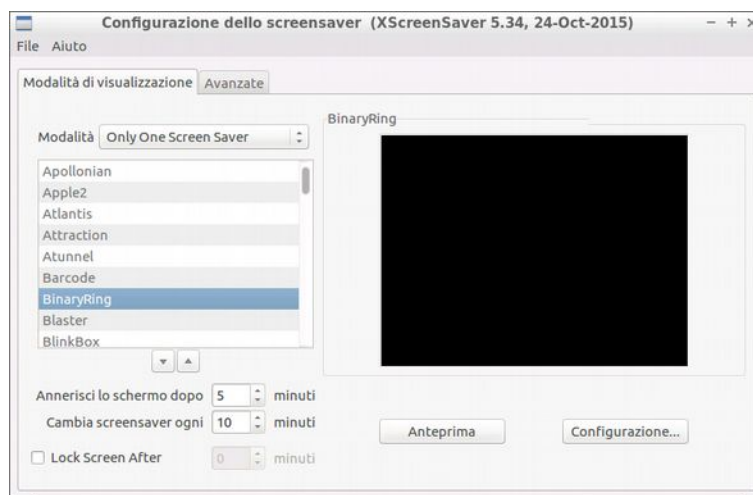 Configurazione dello screensaver (XScreenSaver 5.34, 24-Oct-2015)
File Aiuto
Modalità di visualizzazione Avanzate
Modalità Only One Screen Saver
Apollonian
Apple2
Atlantis
Attraction
Atunnel
Barcode
BinaryRing
Blaster
BlinkBox
Annerisci lo schermo dopo 5 minuti
Cambia screensaver ogni 10 minuti
Lock Screen After 0 minuti
BinaryRing
Anteprima Configurazione...